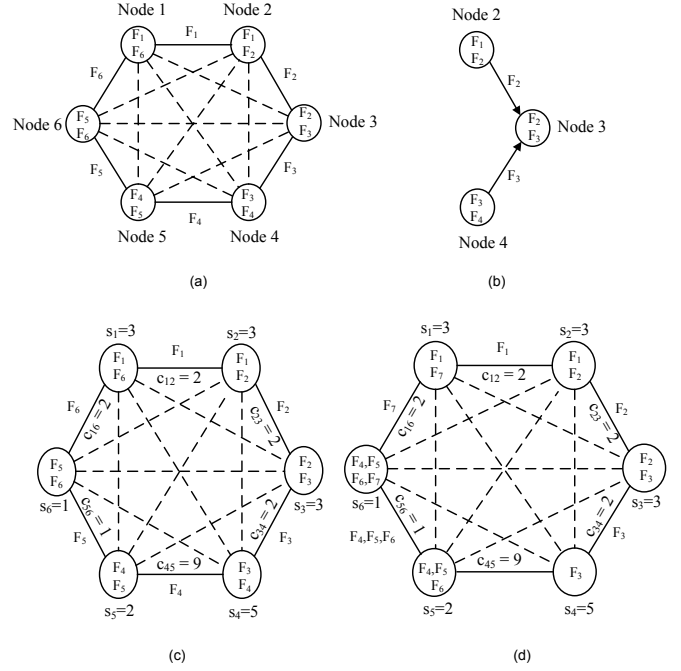 Node 1
Node 2
F1
F1
F6
F1
F2
F6
F2
Node 6
F5
F6
F2
F3
Node 3
F5
F3
F4
F5
F3
F4
F4
Node 5
Node 4
(a)
Node 2
F1
F2
F2
F2
F3
Node 3
F3
F3
F4
Node 4
(b)
s1=3
s2=3
F1
F1
F6
c12 = 2
F1
F2
F6
c16 = 2
c23 = 2
F2
F5
F6
F2
F3
s6=1
s3=3
c56 = 1
c34 = 2
F5
F3
F4
F5
c45 = 9
F3
F4
F4
s5=2
s4=5
(c)
s1=3
s2=3
F1
F1
F7
c12 = 2
F1
F2
F7
c16 = 2
c23 = 2
F2
F4,F5
F6,F7
F2
F3
s6=1
s3=3
c56 = 1
c34 = 2
F4,F5,F6
F3
F4,F5
F6
c45 = 9
F3
s5=2
s4=5
(d)